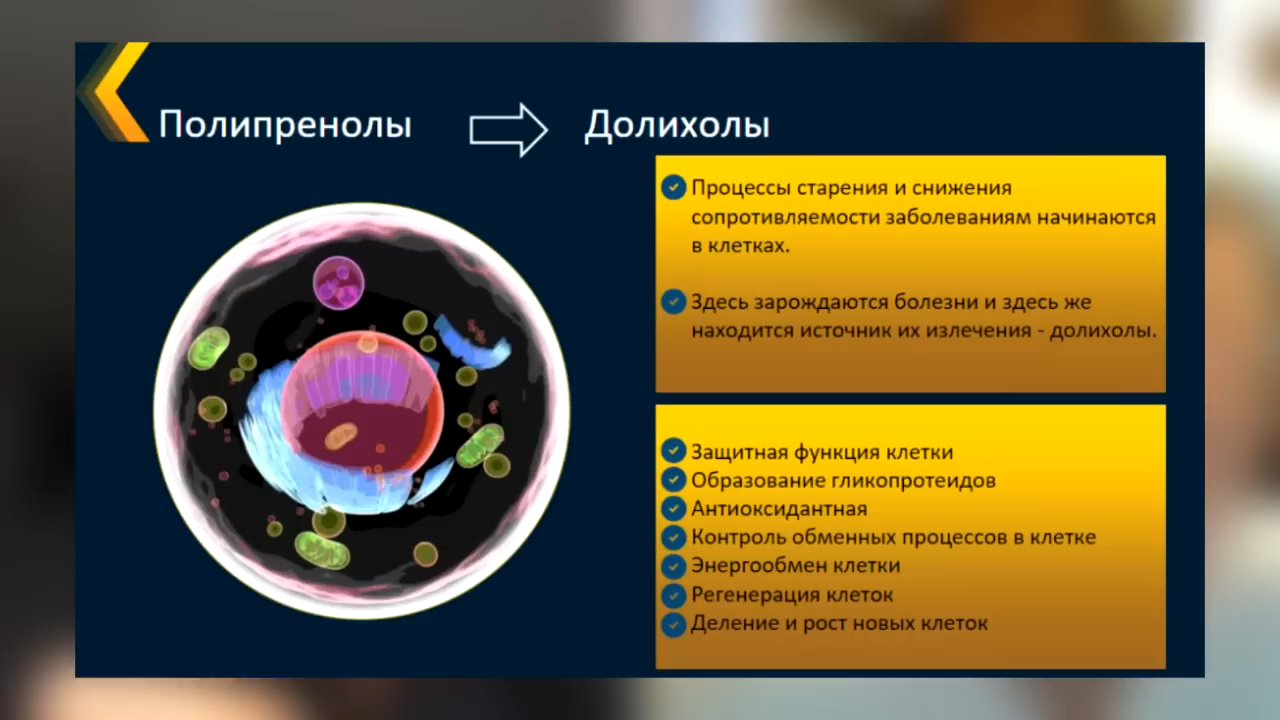 Полипренолы
Долихолы
Процессы старения и снижения
сопротивляемости заболеваниям начинаются
в клетках.
Здесь зарождаются болезни и здесь же
находится источник их излечения - долихолы.
Защитная функция клетки
Образование гликопротеидов
Антиоксидантная
Контроль обменных процессов в клетке
Энергообмен клетки
Регенерация клеток
Деление и рост новых клеток